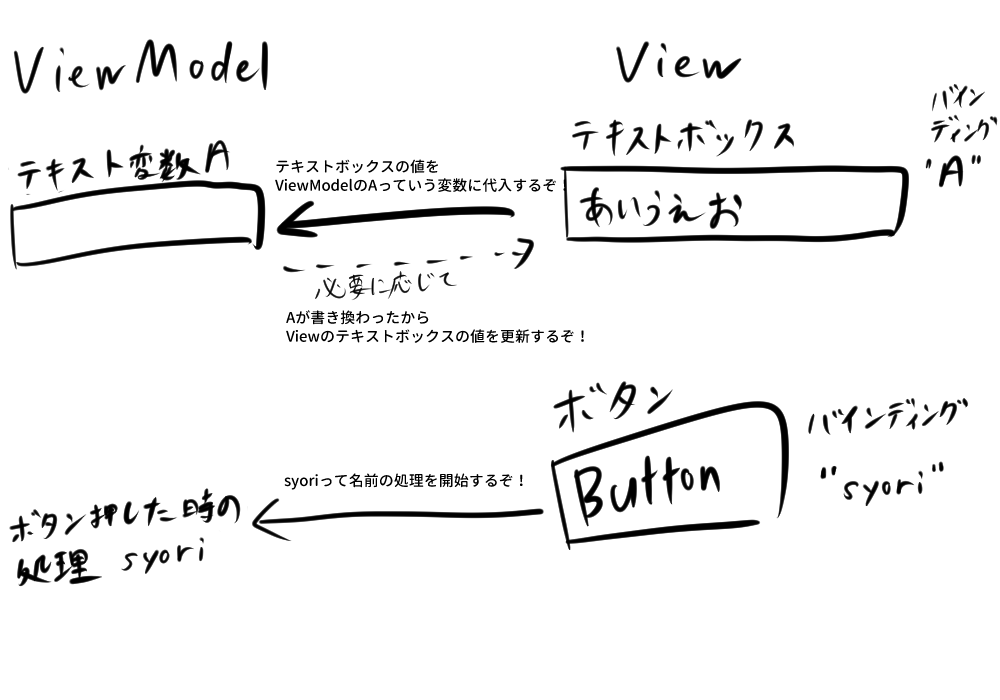 ViewModel
View
テキスト変数A
テキストボックスの値を
ViewModelのAっていう変数に代入するぞ！
テキストボックス
あいうえお
バイン
ディング
"A"
必要に応じて
Aが書き換わったから
Viewのテキストボックスの値を更新するぞ！
ボタン
Button
バインディング
"syori"
syoriって名前の処理を開始するぞ！
ボタン押した時の
処理 syori